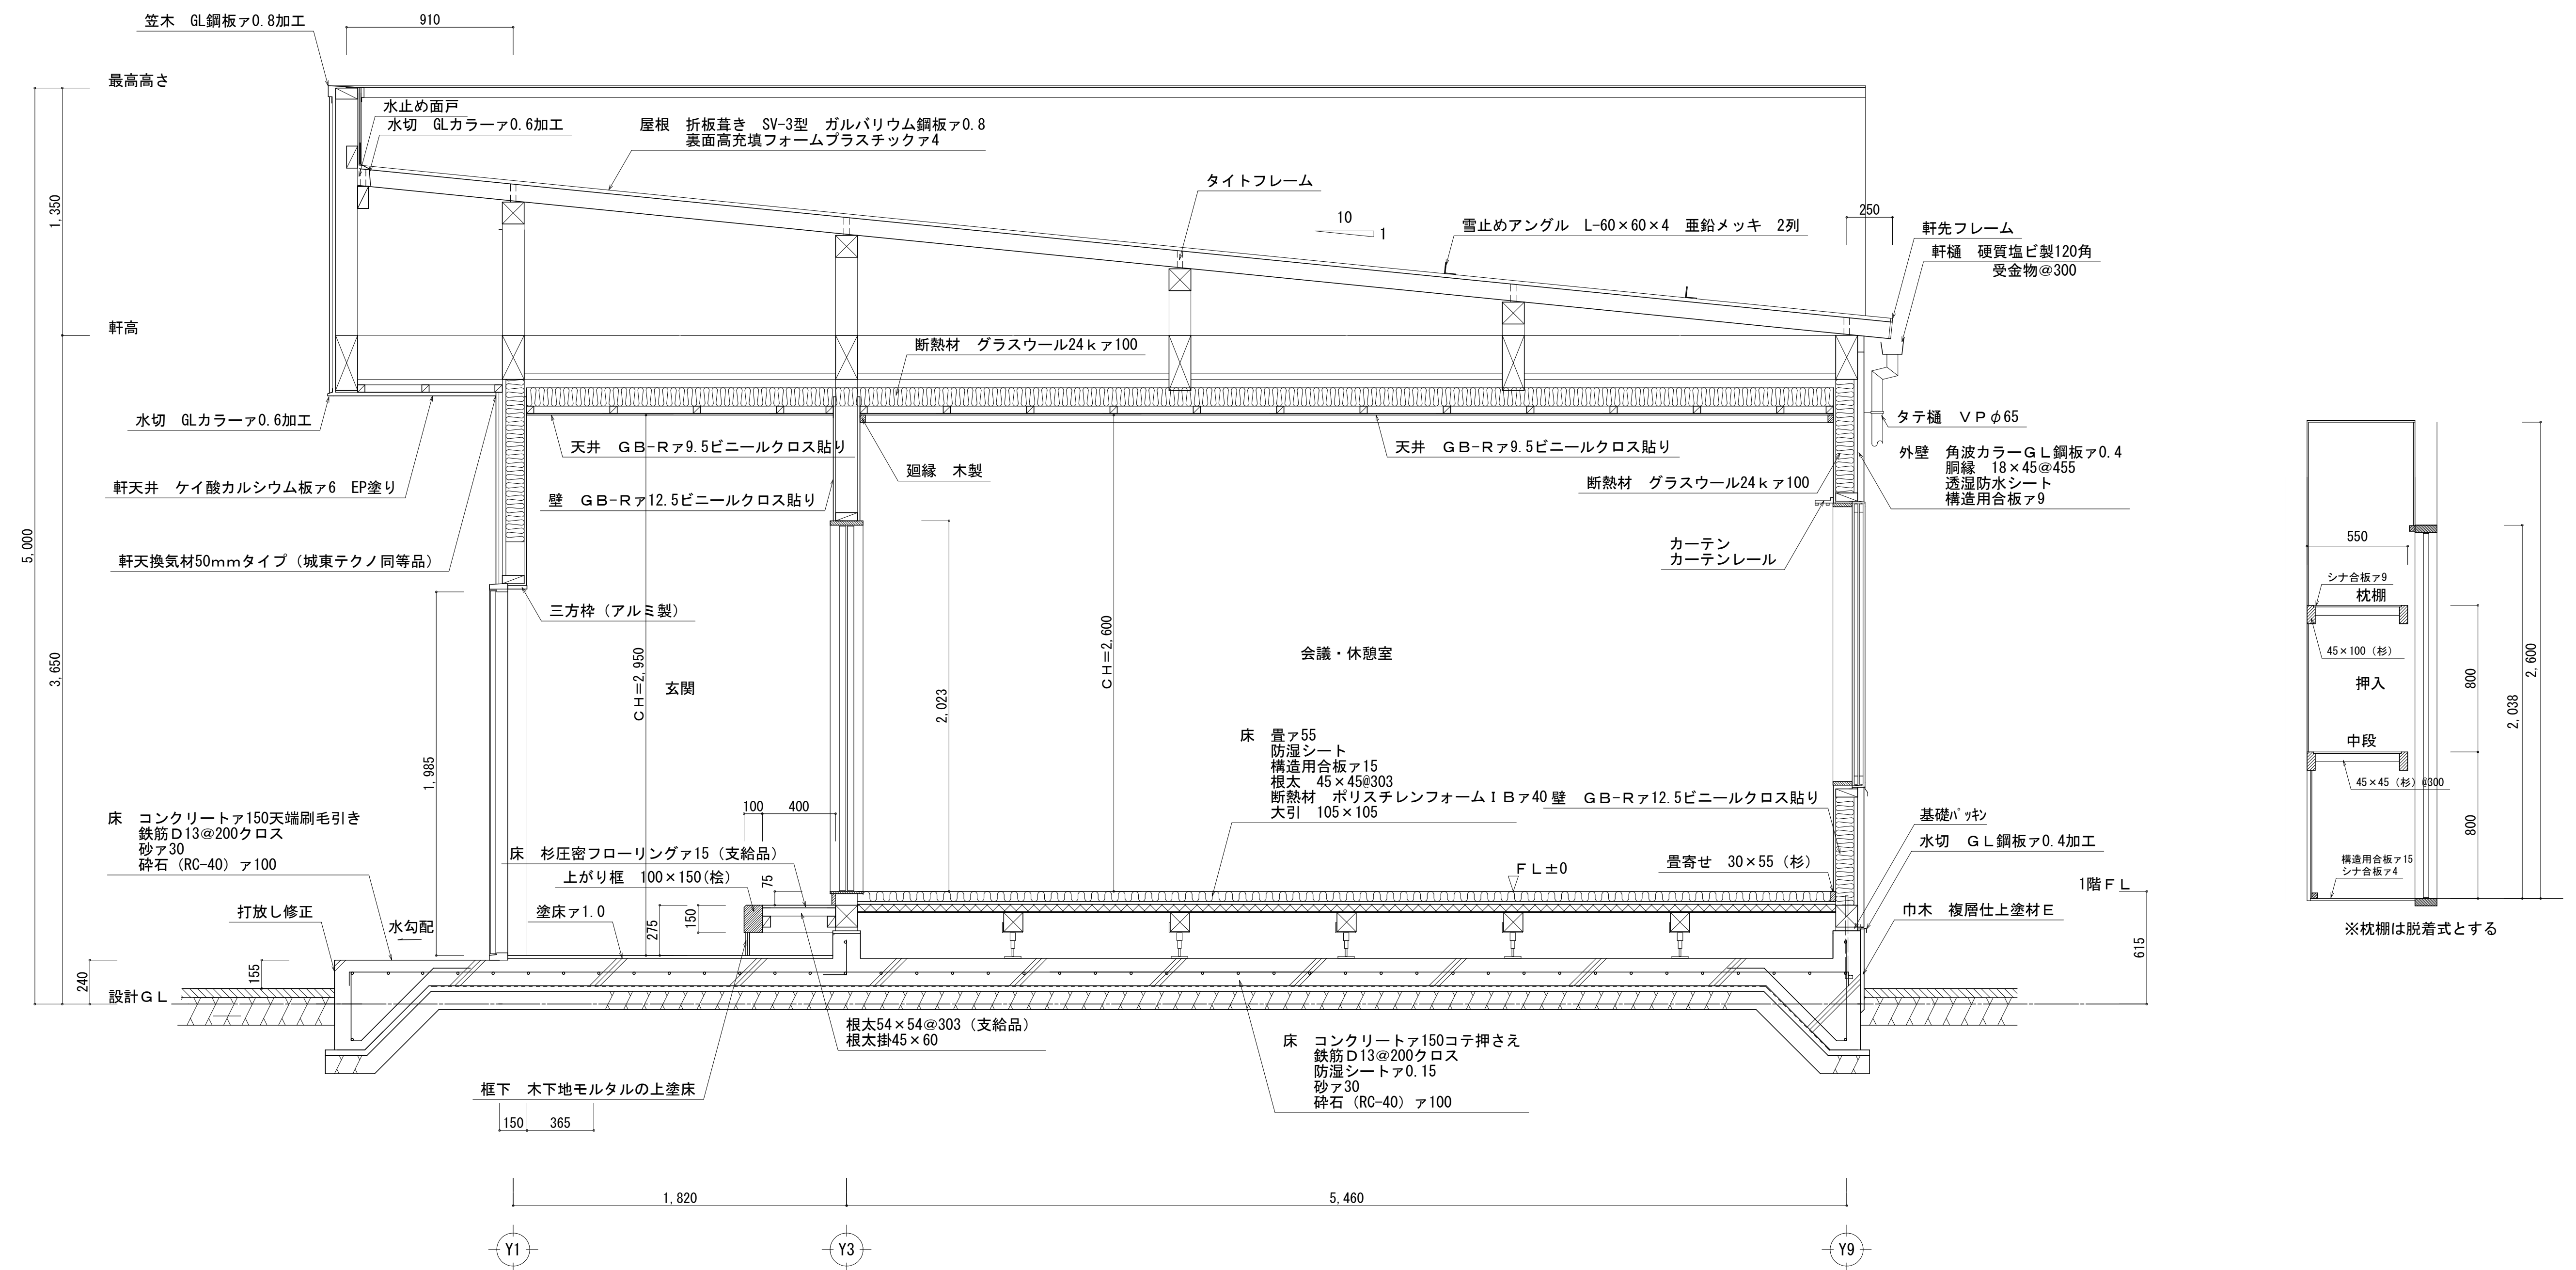 笠木　GL鋼板ァ0.8加工
910
最高高さ
水止め面戸
水切　GLカラーァ0.6加工
屋根　折板葺き　SV-3型　ガルバリウム鋼板ァ0.8
裏面高充填フォームプラスチックァ4
タイトフレーム
10
1
雪止めアングル　L-60×60×4　亜鉛メッキ　2列
250
軒先フレーム
軒樋　硬質塩ビ製120角
受金物@300
1,350
軒高
断熱材　グラスウール24ｋァ100
水切　GLカラーァ0.6加工
天井　ＧＢ-Ｒァ9.5ビニールクロス貼り
天井　ＧＢ-Ｒァ9.5ビニールクロス貼り
タテ樋　ＶＰφ65
廻縁　木製
外壁　角波カラーＧＬ鋼板ァ0.4
胴縁　18×45@455
透湿防水シート
構造用合板ァ9
軒天井　ケイ酸カルシウム板ァ6　EP塗り
壁　ＧＢ-Ｒァ12.5ビニールクロス貼り
断熱材　グラスウール24ｋァ100
5,000
軒天換気材50mmタイプ（城東テクノ同等品）
カーテン
カーテンレール
三方枠（アルミ製）
3,650
ＣＨ＝2,950
ＣＨ＝2,600
玄関
会議・休憩室
2,023
1,985
床　畳ァ55
防湿シート
構造用合板ァ15
根太　45×45@303
断熱材　ポリスチレンフォームＩＢァ40
大引　105×105
壁　ＧＢ-Ｒァ12.5ビニールクロス貼り
100
400
床　コンクリートァ150天端刷毛引き
鉄筋Ｄ13@200クロス
砂ァ30
砕石（RC-40）ァ100
床　杉圧密フローリングァ15（支給品）
上がり框　100×150(桧)
75
畳寄せ　30×55（杉）
ＦＬ±0
基礎ﾊﾟｯｷﾝ
水切　ＧＬ鋼板ァ0.4加工
1階ＦＬ
打放し修正
水勾配
塗床ァ1.0
275
150
巾木　複層仕上塗材Ｅ
615
240
155
設計ＧＬ
根太54×54@303（支給品）
根太掛45×60
床　コンクリートァ150コテ押さえ
鉄筋Ｄ13@200クロス
防湿シートァ0.15
砂ァ30
砕石（RC-40）ァ100
框下　木下地モルタルの上塗床
150
365
1,820
5,460
Y1
Y3
Y9
550
シナ合板ァ9
枕棚
45×100（杉）
押入
中段
45×45（杉）@300
構造用合板ァ15
シナ合板ァ4
800
800
2,038
2,600
※枕棚は脱着式とする